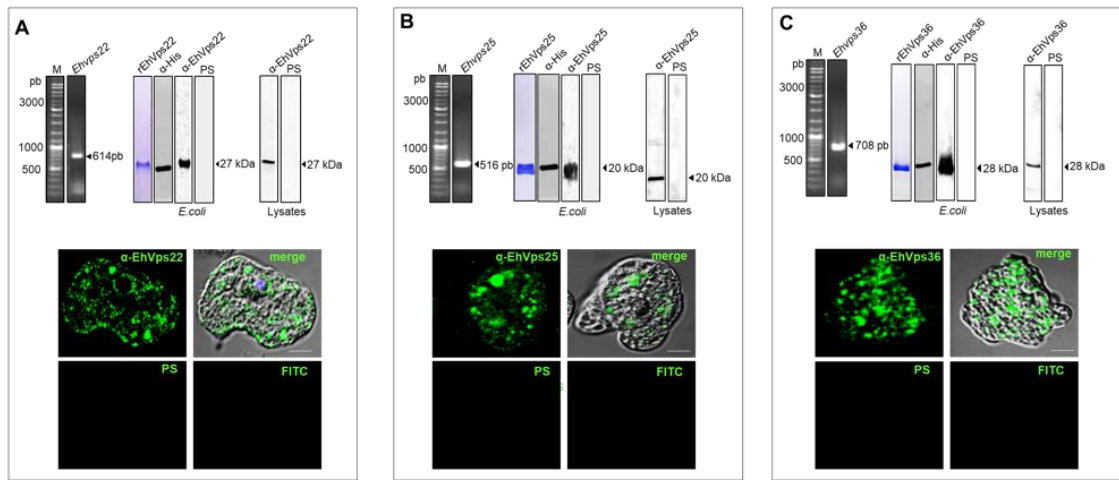 A
M
Ehvps22
rEhVps22
α-His
α-EhVps22
PS
α-EhVps22
PS
pb
3000
1000
500
614pb
27 kDa
27 kDa
E.coli
Lysates
α-EhVps22
merge
PS
FITC
B
M
Ehvps25
rEhVps25
α-His
α-EhVps25
PS
α-EhVps25
PS
pb
3000
1000
500
516 pb
20 kDa
20 kDa
E.coli
Lysates
α-EhVps25
merge
PS
FITC
C
M
Ehvps36
rEhVps36
α-His
α-EhVps36
PS
α-EhVps36
PS
pb
3000
1000
500
708 pb
28 kDa
28 kDa
E.coli
Lysates
α-EhVps36
merge
PS
FITC